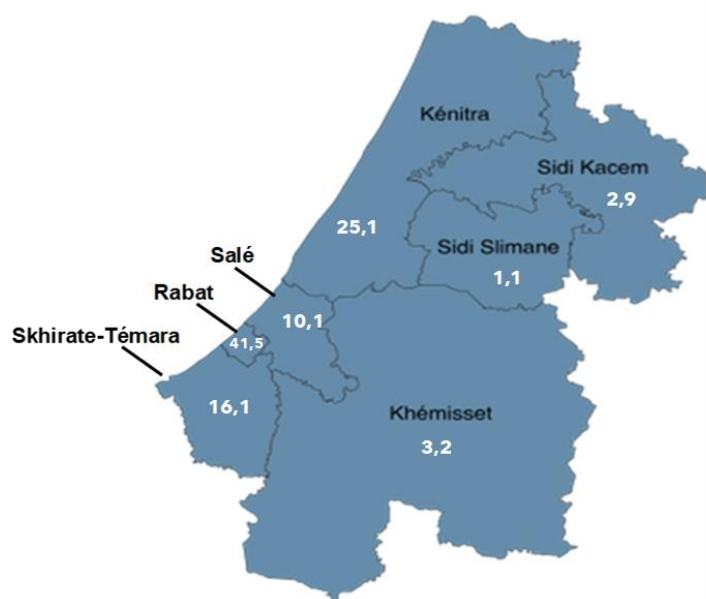 Kénitra
Sidi Kacem
2,9
25,1
Sidi Slimane
1,1
Salé
10,1
Rabat
41,5
Skhirate-Témara
16,1
Khémisset
3,2